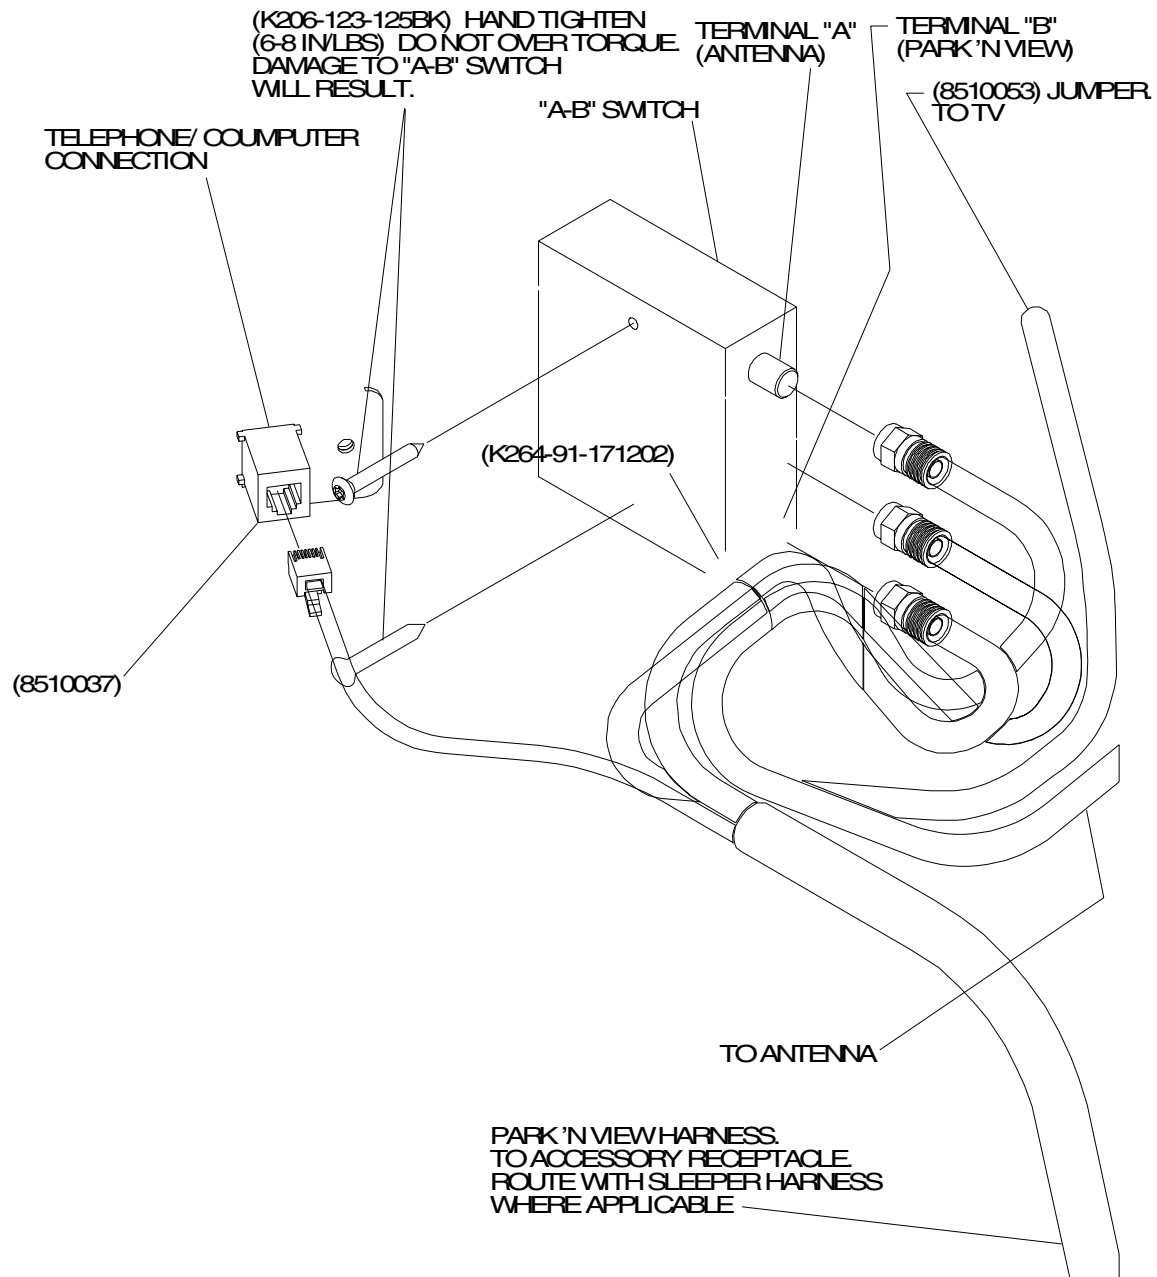 (K206-123-125BK) HAND TIGHTEN
(6-8 IN/LBS) DO NOT OVER TORQUE.
DAMAGE TO "A-B" SWITCH
WILL RESULT.
TERMINAL "A"
(ANTENNA)
TERMINAL "B"
(PARK 'N VIEW)
(8510053) JUMPER.
TO TV
"A-B" SWITCH
TELEPHONE/ COUMPUTER
CONNECTION
(K264-91-171202)
(8510037)
TO ANTENNA
PARK 'N VIEW HARNESS.
TO ACCESSORY RECEPTACLE.
ROUTE WITH SLEEPER HARNESS
WHERE APPLICABLE